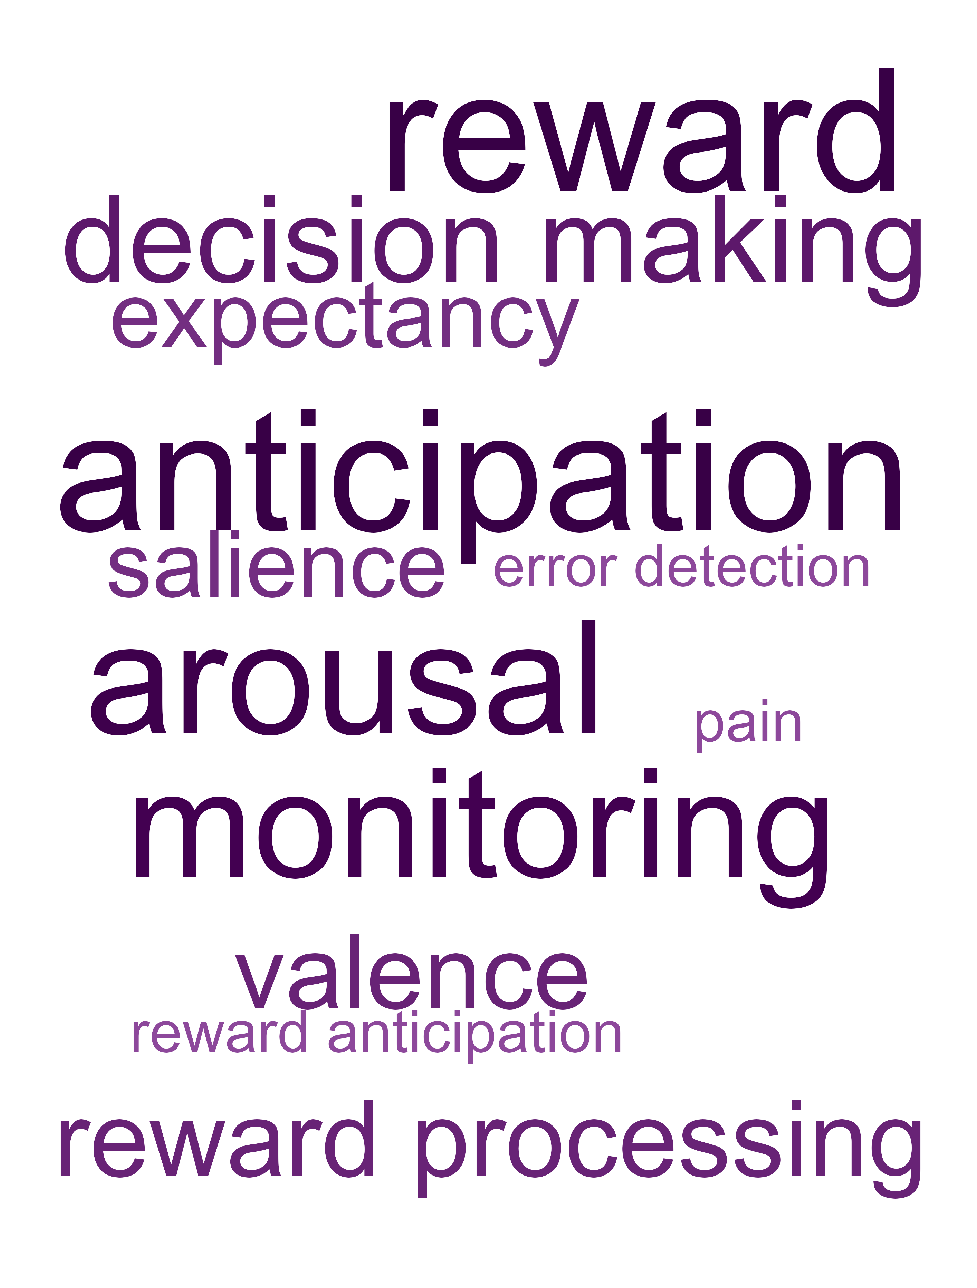 reward
decision making
expectancy
anticipation
salience
error detection
arousal
pain
monitoring
valence
reward anticipation
reward processing